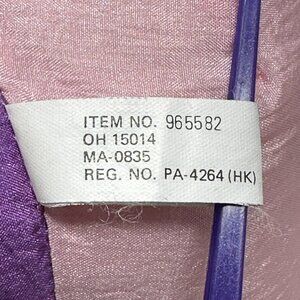 ITEM NO. 965582
OH 15014
MA-0835
REG. NO. PA-4264 (HK)